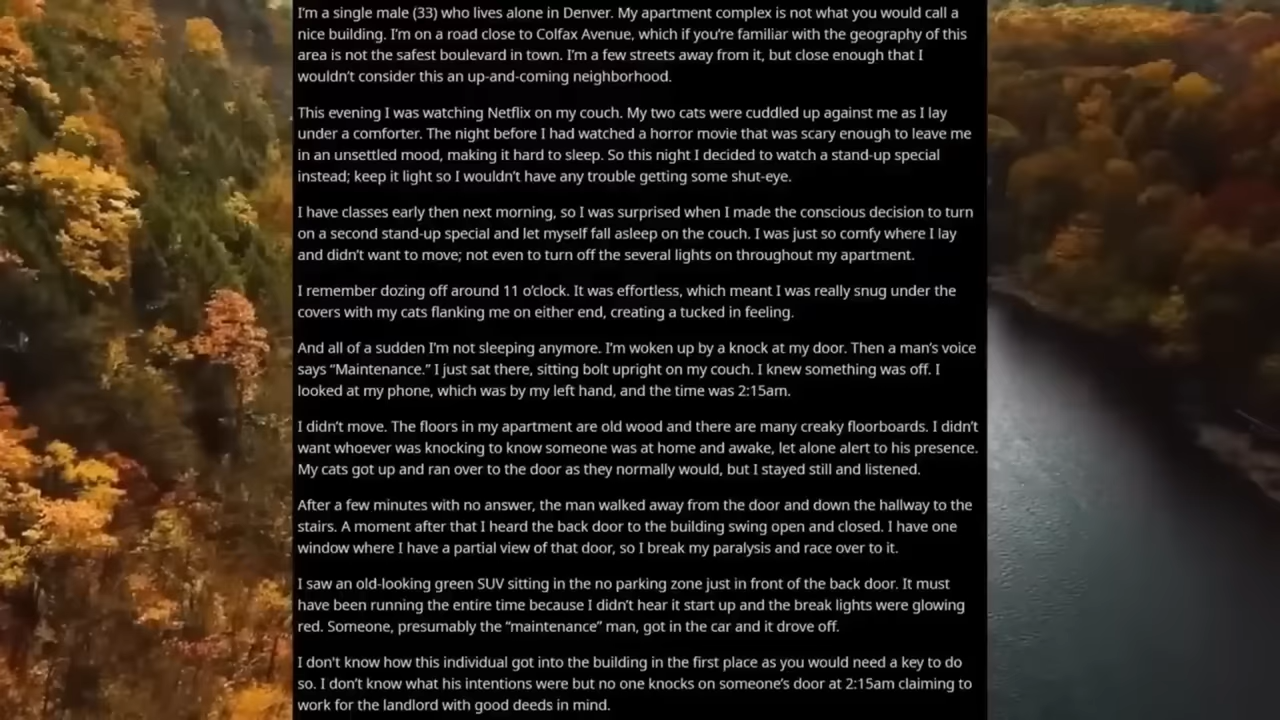 I'm a single male (33) who lives alone in Denver. My apartment complex is not what you would call a
nice building. I'm on a road close to Colfax Avenue, which if you're familiar with the geography of this
area is not the safest boulevard in town. I'm a few streets away from it, but close enough that I
wouldn't consider this an up-and-coming neighborhood.
This evening I was watching Netflix on my couch. My two cats were cuddled up against me as I lay
under a comforter. The night before I had watched a horror movie that was scary enough to leave me
in an unsettled mood, making it hard to sleep. So this night I decided to watch a stand-up special
instead; keep it light so I wouldn't have any trouble getting some shut-eye.
I have classes early then next morning, so I was surprised when I made the conscious decision to turn
on a second stand-up special and let myself fall asleep on the couch. I was just so comfy where I lay
and didn't want to move; not even to turn off the several lights on throughout my apartment.
I remember dozing off around 11 o'clock. It was effortless, which meant I was really snug under the
covers with my cats flanking me on either end, creating a tucked in feeling.
And all of a sudden I'm not sleeping anymore. I'm woken up by a knock at my door. Then a man's voice
says “Maintenance.” I just sat there, sitting bolt upright on my couch. I knew something was off. I
looked at my phone, which was by my left hand, and the time was 2:15am.
I didn't move. The floors in my apartment are old wood and there are many creaky floorboards. I didn't
want whoever was knocking to know someone was at home and awake, let alone alert to his presence.
My cats got up and ran over to the door as they normally would, but I stayed still and listened.
After a few minutes with no answer, the man walked away from the door and down the hallway to the
stairs. A moment after that I heard the back door to the building swing open and closed. I have one
window where I have a partial view of that door, so I break my paralysis and race over to it.
I saw an old-looking green SUV sitting in the no parking zone just in front of the back door. It must
have been running the entire time because I didn't hear it start up and the break lights were glowing
red. Someone, presumably the “maintenance” man, got in the car and it drove off.
I don't know how this individual got into the building in the first place as you would need a key to do
so. I don't know what his intentions were but no one knocks on someone's door at 2:15am claiming to
work for the landlord with good deeds in mind.